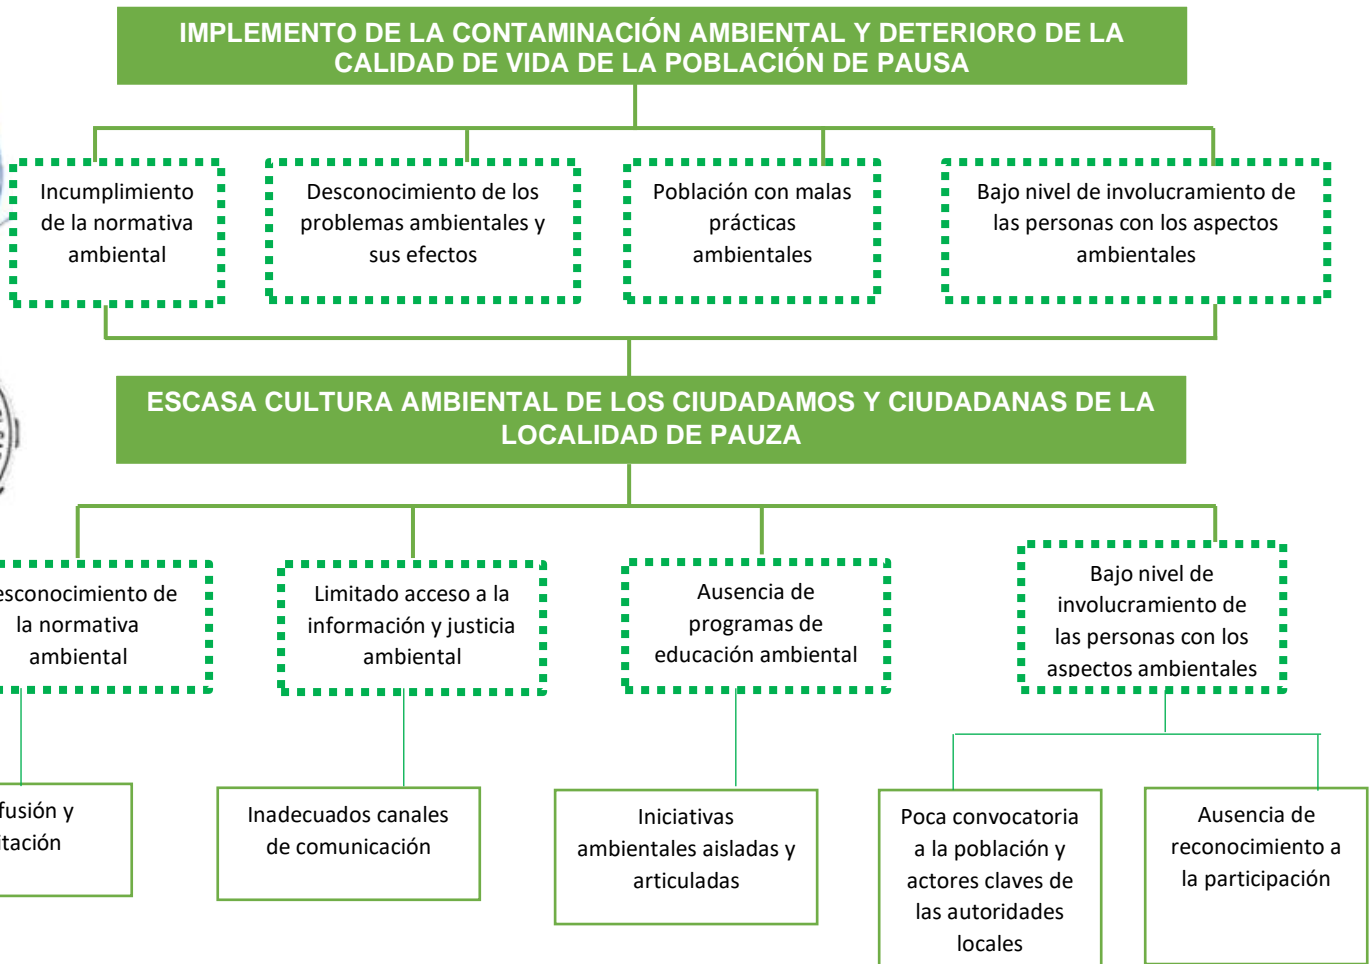 IMPLEMENTO DE LA CONTAMINACIÓN AMBIENTAL Y DETERIORO DE LA
CALIDAD DE VIDA DE LA POBLACIÓN DE PAUSA
Incumplimiento
de la normativa
ambiental
Desconocimiento de los
problemas ambientales y
sus efectos
Población con malas
prácticas
ambientales
Bajo nivel de involucramiento de
las personas con los aspectos
ambientales
ESCASA CULTURA AMBIENTAL DE LOS CIUDADAMOS Y CIUDADANAS DE LA
LOCALIDAD DE PAUZA
esconocimiento de
la normativa
ambiental
Limitado acceso a la
información y justicia
ambiental
Ausencia de
programas de
educación ambiental
Bajo nivel de
involucramiento de
las personas con los
aspectos ambientales
fusión y
itación
Inadecuados canales
de comunicación
Iniciativas
ambientales aisladas y
articuladas
Poca convocatoria
a la población y
actores claves de
las autoridades
locales
Ausencia de
reconocimiento a
la participación